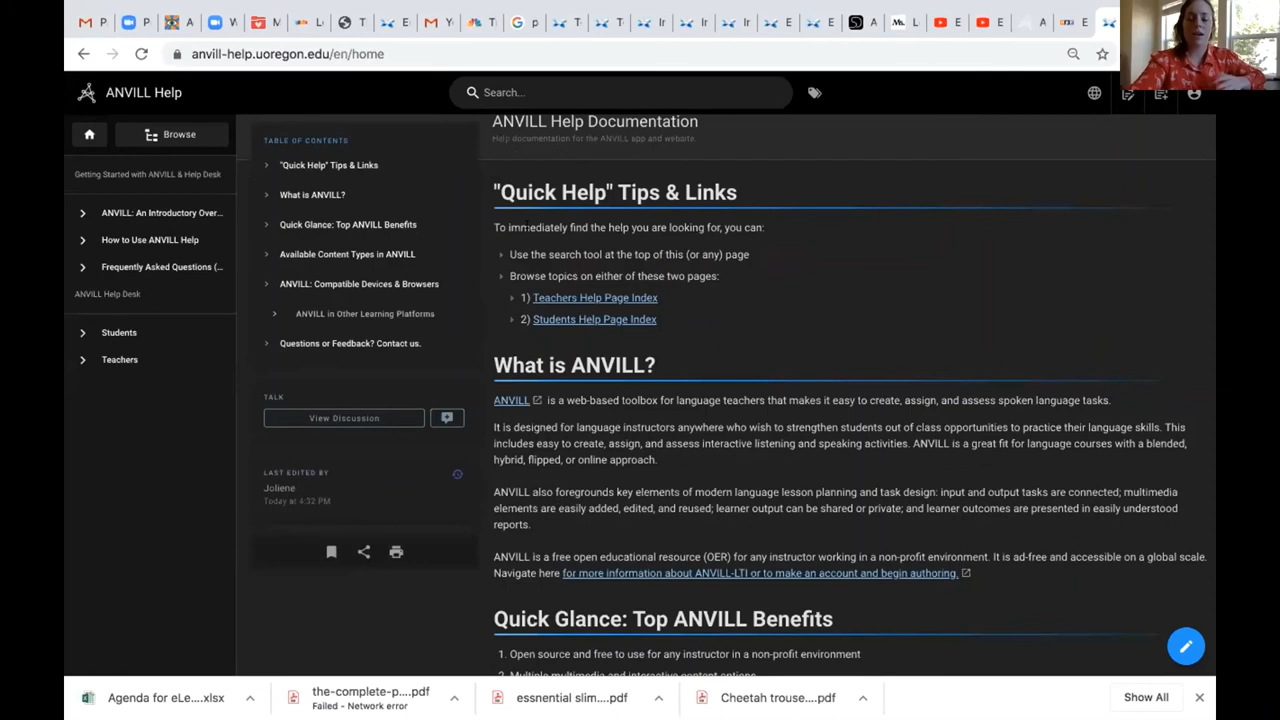 anvill-help.uoregon.edu/en/home
ANVILL Help
Search...
Browse
Getting Started with ANVILL & Help Desk
ANVILL: An Introductory Over...
How to Use ANVILL Help
Frequently Asked Questions (...
ANVILL Help Desk
Students
Teachers
TABLE OF CONTENTS
"Quick Help" Tips & Links
What is ANVILL?
Quick Glance: Top ANVILL Benefits
Available Content Types in ANVILL
ANVILL: Compatible Devices & Browsers
ANVILL in Other Learning Platforms
Questions or Feedback? Contact us.
TALK
View Discussion
LAST EDITED BY
Joliene
Today at 4:32 PM
ANVILL Help Documentation
Help documentation for the ANVILL app and website.
"Quick Help" Tips & Links
To immediately find the help you are looking for, you can:
Use the search tool at the top of this (or any) page
Browse topics on either of these two pages:
1) Teachers Help Page Index
2) Students Help Page Index
What is ANVILL?
ANVILL is a web-based toolbox for language teachers that makes it easy to create, assign, and assess spoken language tasks.
It is designed for language instructors anywhere who wish to strengthen students out of class opportunities to practice their language skills. This
includes easy to create, assign, and assess interactive listening and speaking activities. ANVILL is a great fit for language courses with a blended,
hybrid, flipped, or online approach.
ANVILL also foregrounds key elements of modern language lesson planning and task design: input and output tasks are connected; multimedia
elements are easily added, edited, and reused; learner output can be shared or private; and learner outcomes are presented in easily understood
reports.
ANVILL is a free open educational resource (OER) for any instructor working in a non-profit environment. It is ad-free and accessible on a global scale.
Navigate here for more information about ANVILL-LTI or to make an account and begin authoring.
Quick Glance: Top ANVILL Benefits
1. Open source and free to use for any instructor in a non-profit environment
2. Multiple multimedia and interactive content options
Agenda for eLe....xlsx
the-complete-p....pdf
Failed - Network error
essnential slim....pdf
Cheetah trouse....pdf
Show All